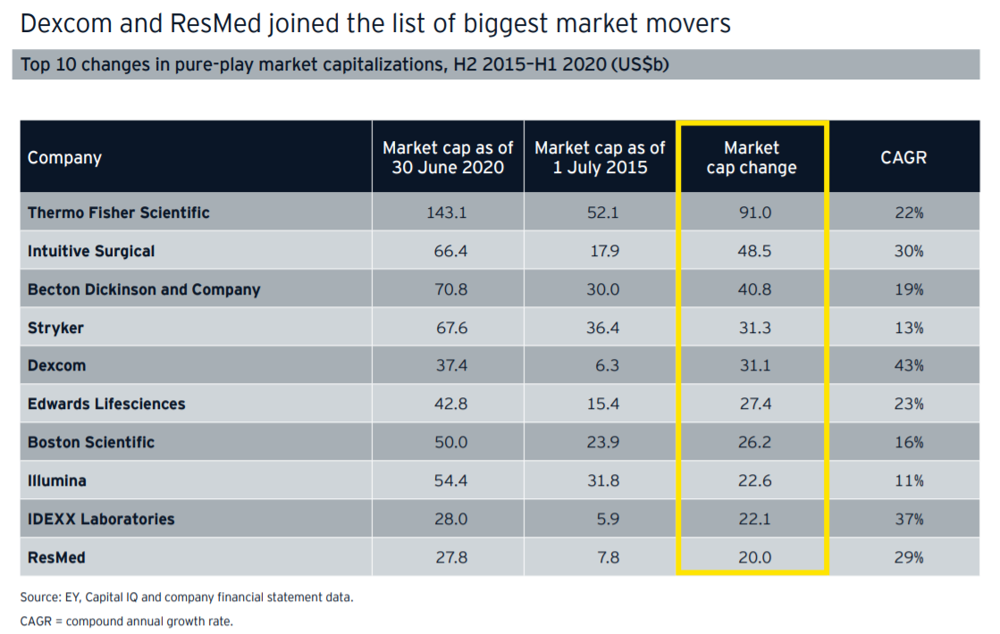 Dexcom and ResMed joined the list of biggest market movers
Top 10 changes in pure-play market capitalizations, H2 2015–H1 2020 (US$b)
Company
Market cap as of
30 June 2020
Market cap as of
1 July 2015
Market
cap change
CAGR
Thermo Fisher Scientific 143.1 52.1 91.0 22%
Intuitive Surgical 66.4 17.9 48.5 30%
Becton Dickinson and Company 70.8 30.0 40.8 19%
Stryker 67.6 36.4 31.3 13%
Dexcom 37.4 6.3 31.1 43%
Edwards Lifesciences 42.8 15.4 27.4 23%
Boston Scientific 50.0 23.9 26.2 16%
Illumina 54.4 31.8 22.6 11%
IDEXX Laboratories 28.0 5.9 22.1 37%
ResMed 27.8 7.8 20.0 29%
Source: EY, Capital IQ and company financial statement data.
CAGR = compound annual growth rate.